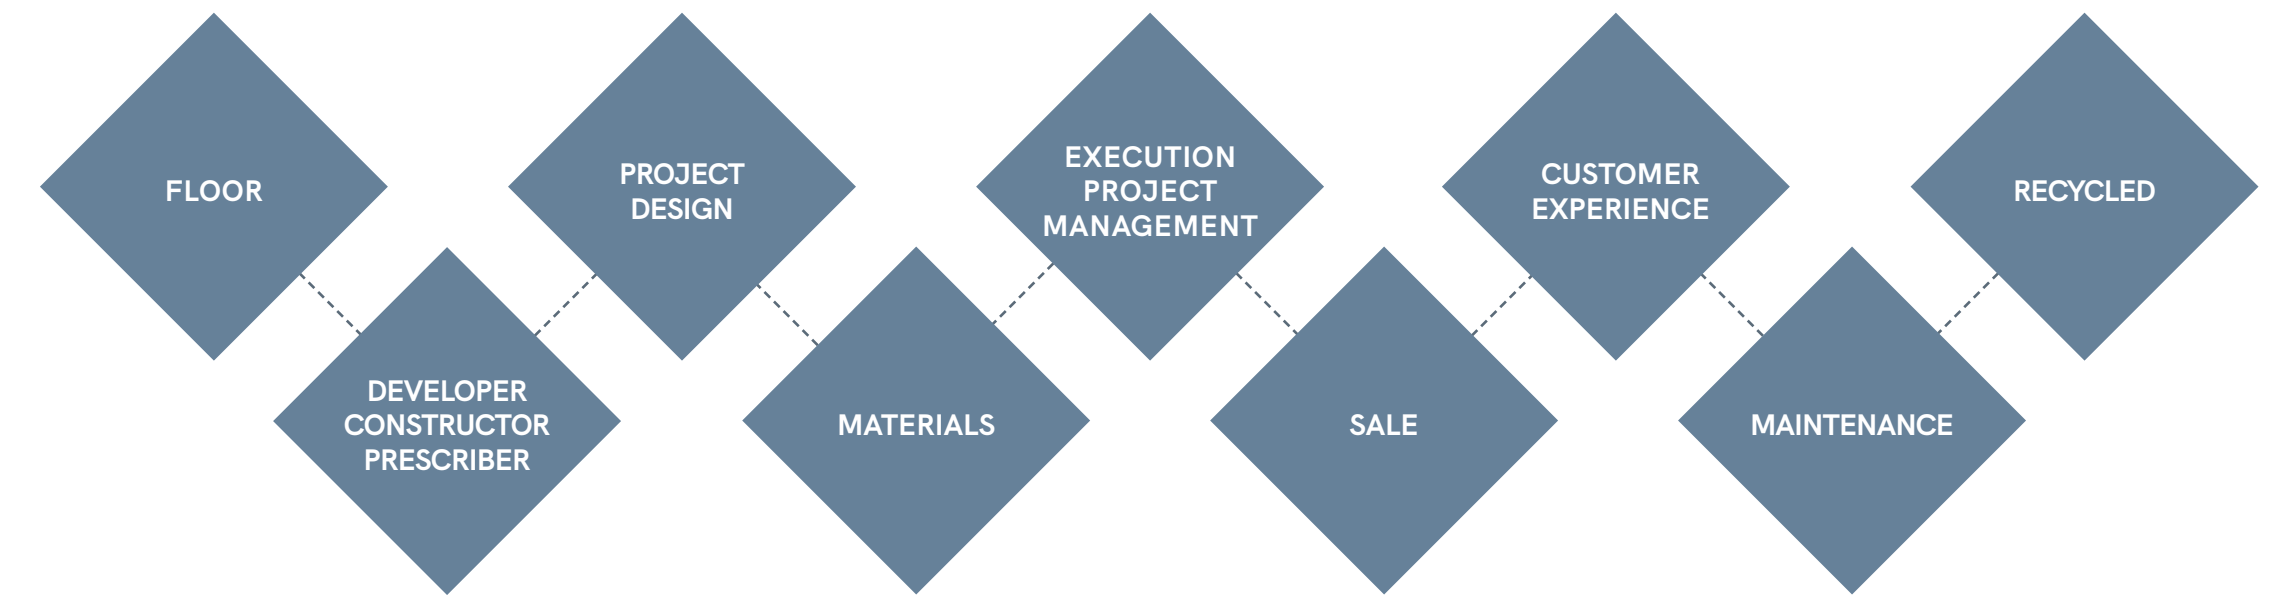 FLOOR
DEVELOPER
CONSTRUCTOR
PRESCRIBER
PROJECT
DESIGN
MATERIALS
EXECUTION
PROJECT
MANAGEMENT
SALE
CUSTOMER
EXPERIENCE
MAINTENANCE
RECYCLED